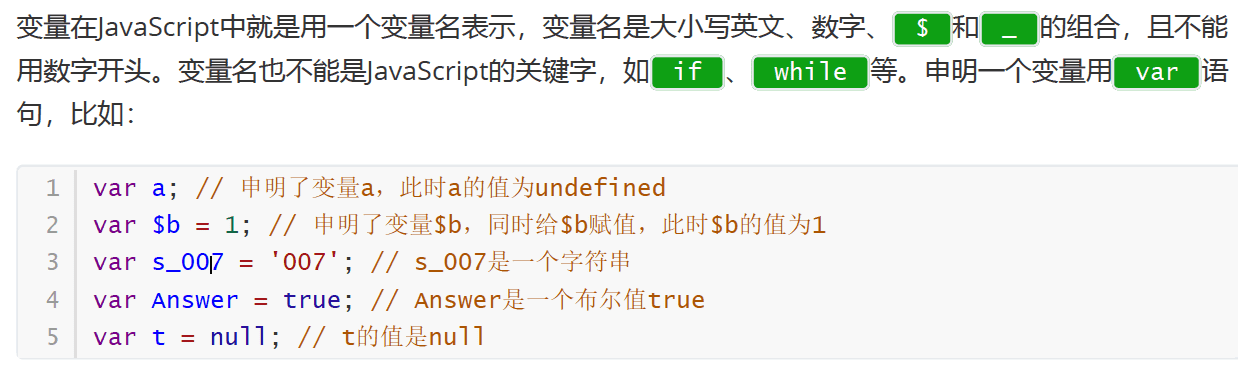 变量在JavaScript中就是用一个变量名表示，变量名是大小写英文、数字、$和_的组合，且不能
用数字开头。变量名也不能是JavaScript的关键字，如if、while等。申明一个变量用var语
句，比如：
1 var a; // 申明了变量a，此时a的值为undefined
2 var $b = 1; // 申明了变量$b，同时给$b赋值，此时$b的值为1
3 var s_007 = '007'; // s_007是一个字符串
4 var Answer = true; // Answer是一个布尔值true
5 var t = null; // t的值是null